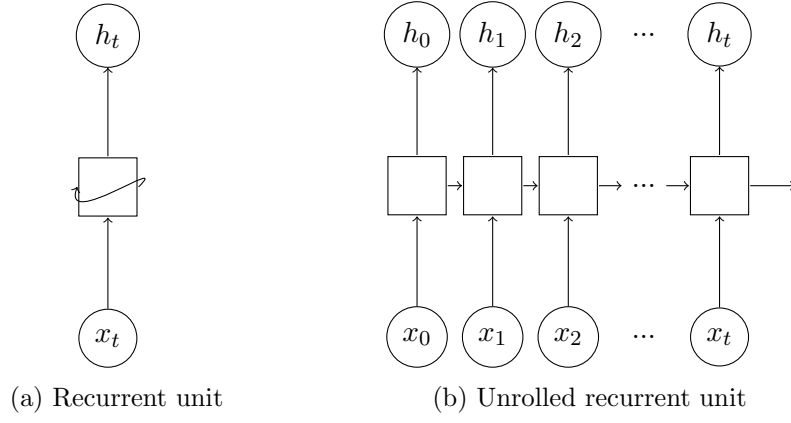 h_t
h_0 h_1 h_2 ... h_t
...
x_t
x_0 x_1 x_2 ... x_t
(a) Recurrent unit
(b) Unrolled recurrent unit